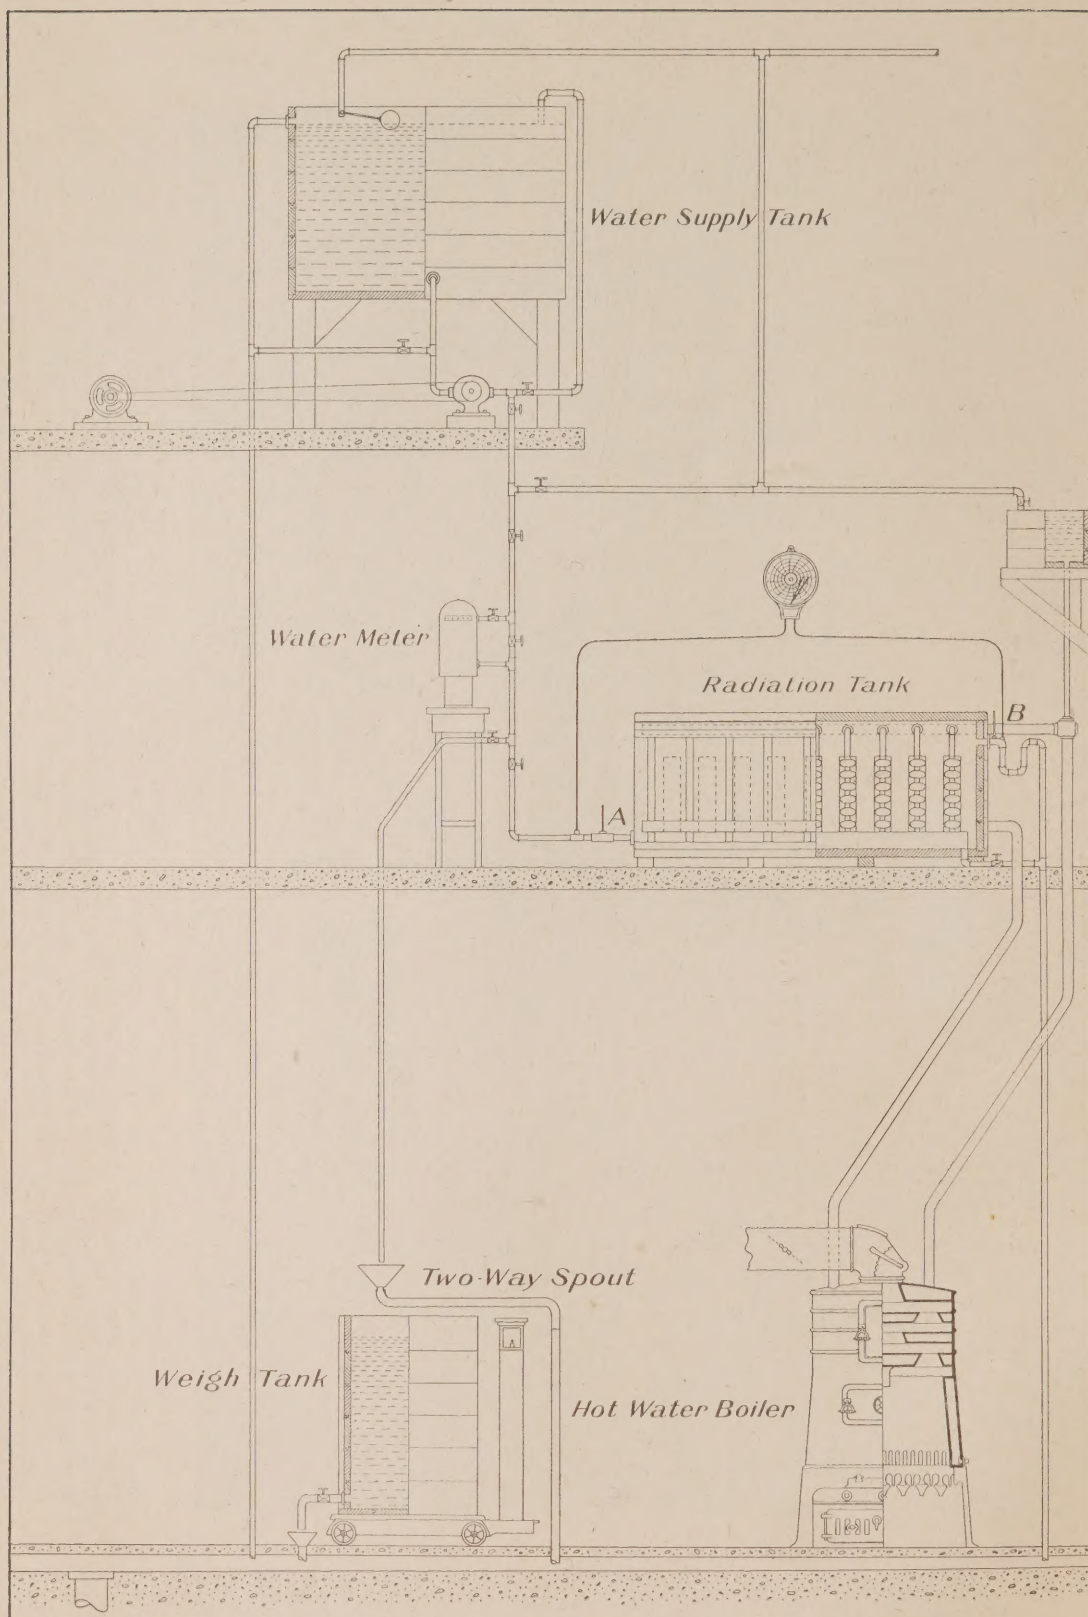 Water Supply Tank
Water Meter
Radiation Tank
B
A
Two-Way Spout
Weigh Tank
Hot Water Boiler